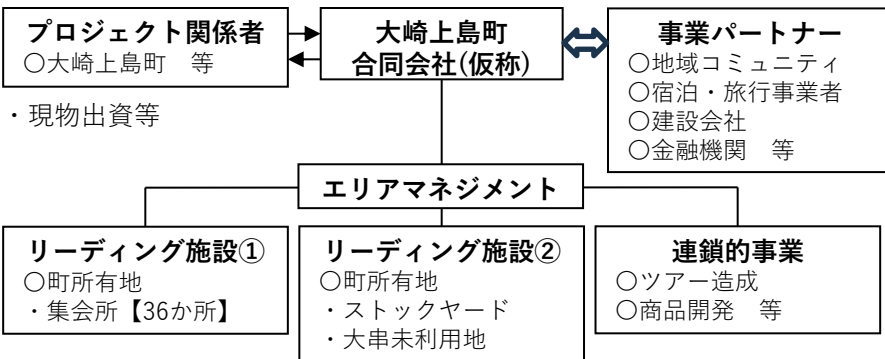 プロジェクト関係者
○大崎上島町　等
・現物出資等
大崎上島町
合同会社(仮称)
事業パートナー
○地域コミュニティ
○宿泊・旅行事業者
○建設会社
○金融機関　等
エリアマネジメント
リーディング施設①
○町所有地
・集会所【36か所】
リーディング施設②
○町所有地
・ストックヤード
・大串未利用地
連鎖的事業
○ツアー造成
○商品開発　等